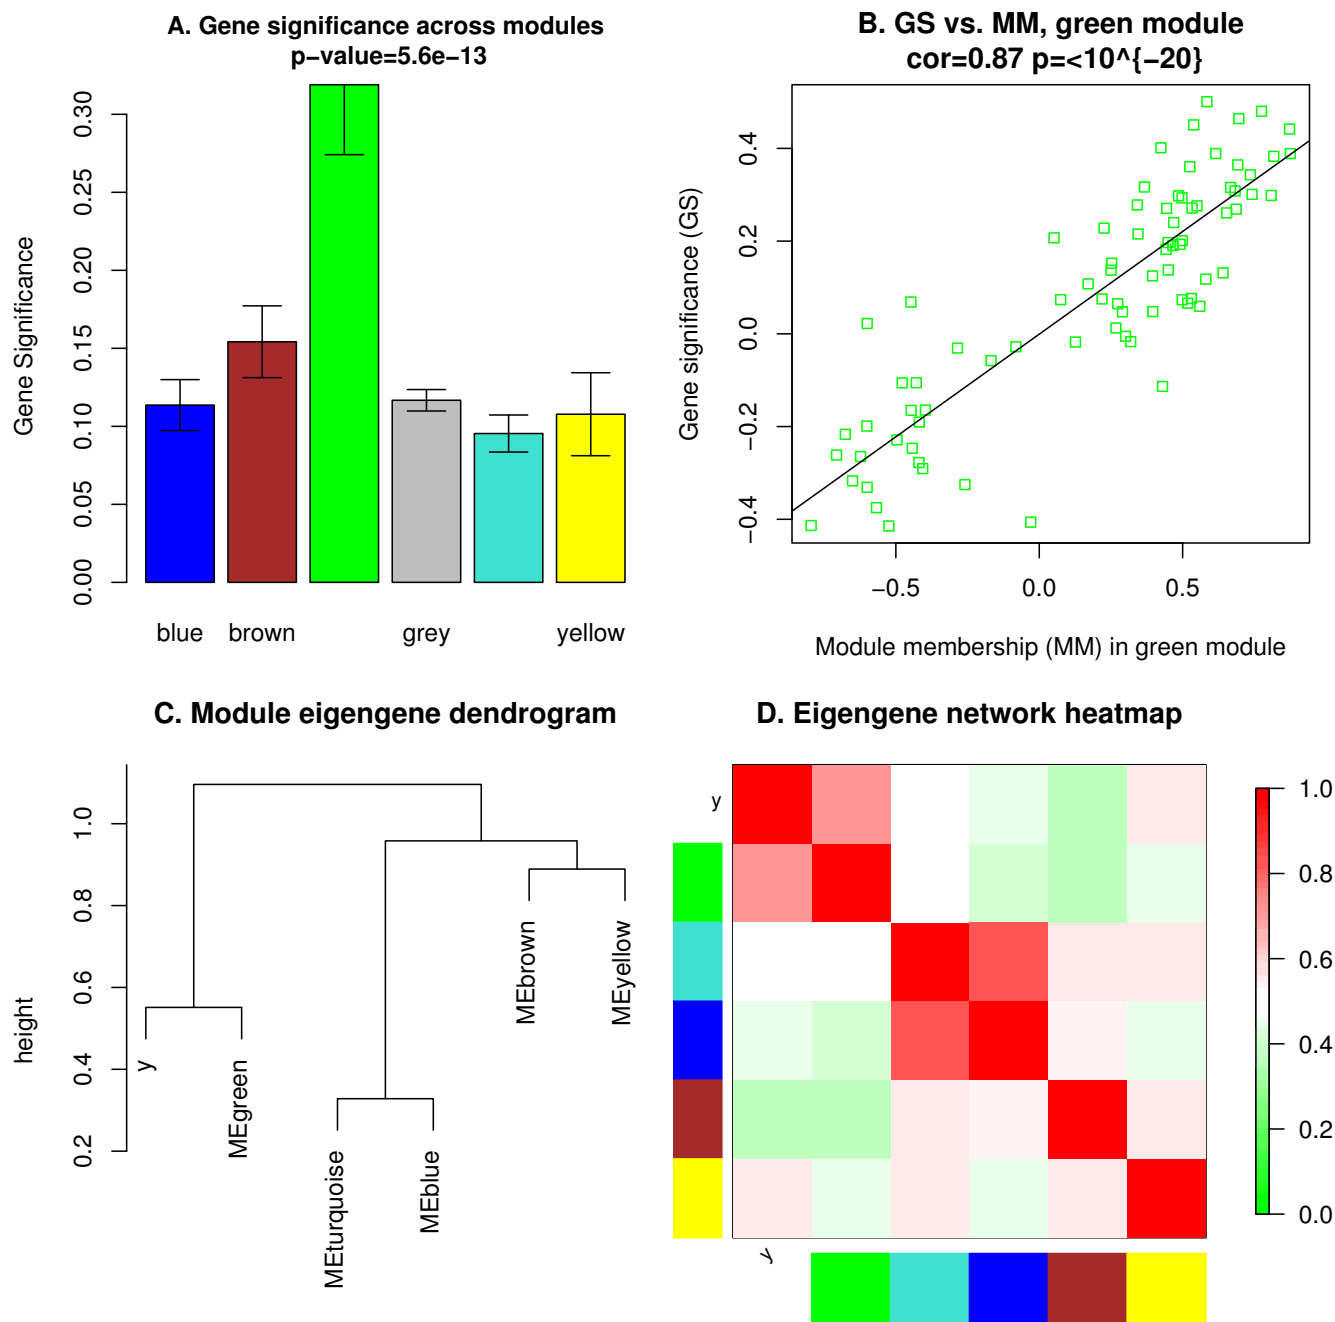 A. Gene significance across modules
p−value=5.6e−13
Gene Significance
0.00
0.05
0.10
0.15
0.20
0.25
0.30
blue brown grey yellow
B. GS vs. MM, green module
cor=0.87 p=<10^{−20}
Gene significance (GS)
−0.4
−0.2
0.0
0.2
0.4
−0.5 0.0 0.5
Module membership (MM) in green module
C. Module eigengene dendrogram
height
0.2
0.4
0.6
0.8
1.0
y
MEgreen
MEturquoise
MEblue
MEbrown
MEyellow
D. Eigengene network heatmap
y
y
1.0
0.8
0.6
0.4
0.2
0.0